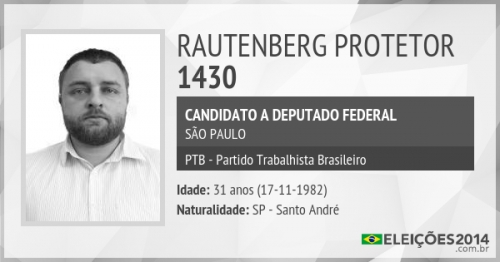 RAUTENBERG PROTETOR
1430
CANDIDATO A DEPUTADO FEDERAL
SÃO PAULO
PTB - Partido Trabalhista Brasileiro
Idade: 31 anos (17-11-1982)
Naturalidade: SP - Santo André
ELEIÇÕES2014
.com.br